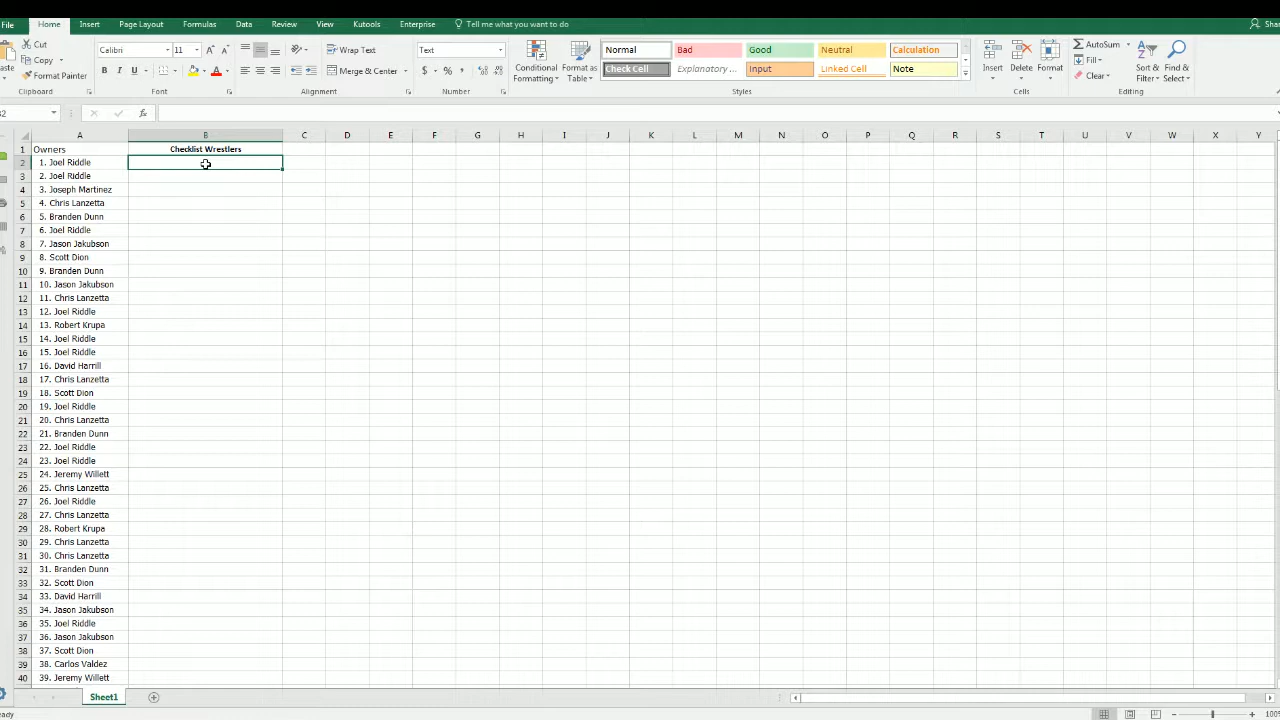 File Home Insert Page Layout Formulas Data Review View Kutools Enterprise Tell me what you want to do
Cut
Copy
Format Painter
Clipboard
Calibri 11
Font
Wrap Text
Merge & Center
Alignment
Text
$ % ,
Number
Conditional Formatting
Format as Table
Normal Bad Good Neutral Calculation
Check Cell Explanatory ... Input Linked Cell Note
Styles
Insert Delete Format
Cells
AutoSum
Fill
Clear
Sort & Filter
Find & Select
Editing
fx
A B C D E F G H I J K L M N O P Q R S T U V W X Y
1 Owners Checklist Wrestlers
2 1. Joel Riddle
3 2. Joel Riddle
4 3. Joseph Martinez
5 4. Chris Lanzetta
6 5. Branden Dunn
7 6. Joel Riddle
8 7. Jason Jakubson
9 8. Scott Dion
10 9. Branden Dunn
11 10. Jason Jakubson
12 11. Chris Lanzetta
13 12. Joel Riddle
14 13. Robert Krupa
15 14. Joel Riddle
16 15. Joel Riddle
17 16. David Harrill
18 17. Chris Lanzetta
19 18. Scott Dion
20 19. Joel Riddle
21 20. Chris Lanzetta
22 21. Branden Dunn
23 22. Joel Riddle
24 23. Joel Riddle
25 24. Jeremy Willett
26 25. Chris Lanzetta
27 26. Joel Riddle
28 27. Chris Lanzetta
29 28. Robert Krupa
30 29. Chris Lanzetta
31 30. Chris Lanzetta
32 31. Branden Dunn
33 32. Scott Dion
34 33. David Harrill
35 34. Jason Jakubson
36 35. Joel Riddle
37 36. Jason Jakubson
38 37. Scott Dion
39 38. Carlos Valdez
40 39. Jeremy Willett
Sheet1